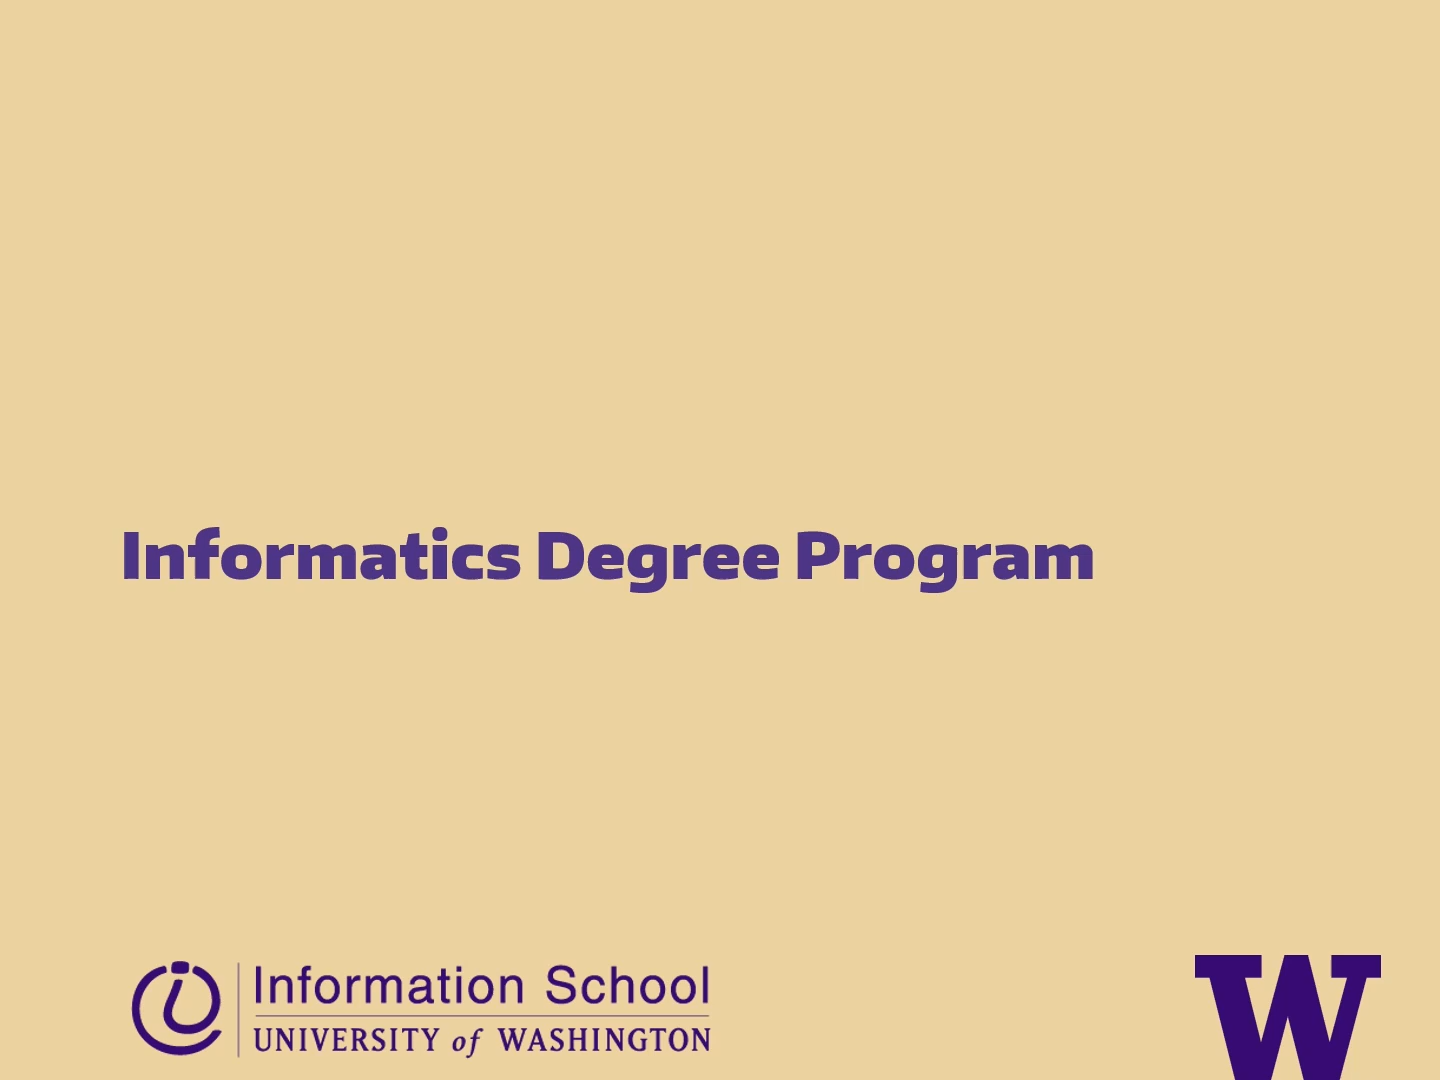 Informatics Degree Program
Information School
UNIVERSITY of WASHINGTON
W